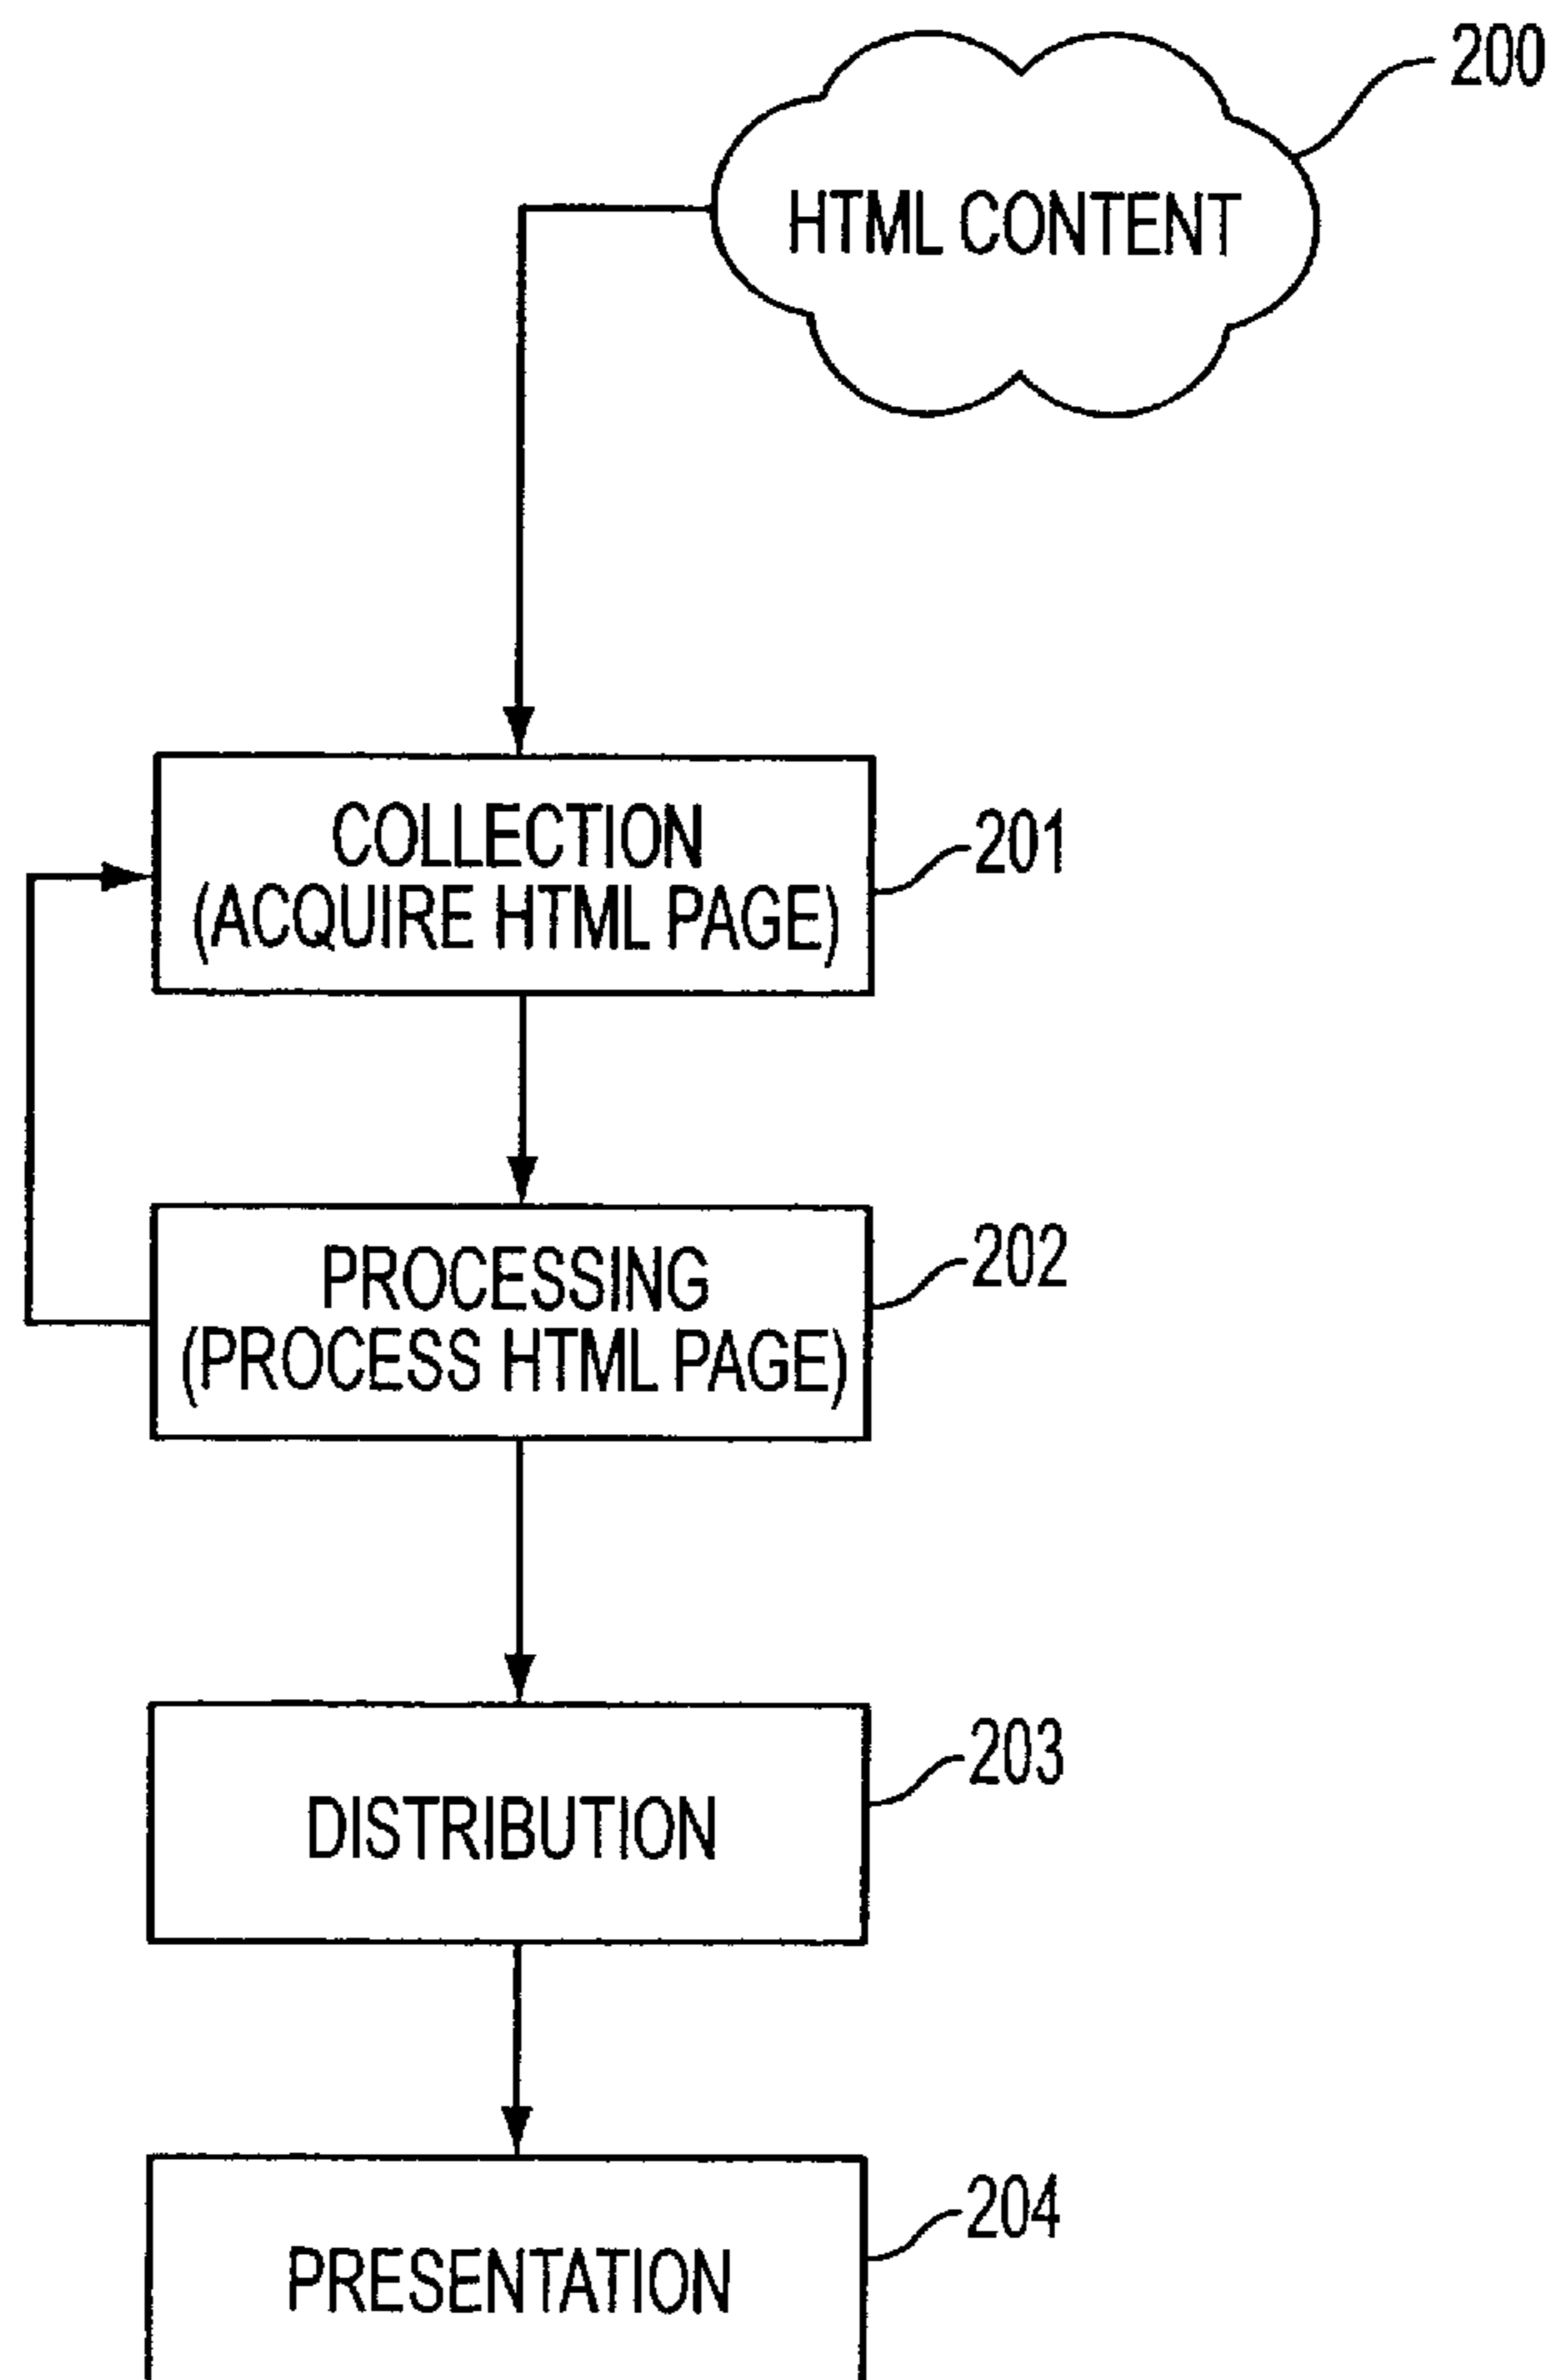 200
HTML CONTENT
COLLECTION
(ACQUIRE HTML PAGE)
201
PROCESSING
(PROCESS HTML PAGE)
202
DISTRIBUTION
203
PRESENTATION
204